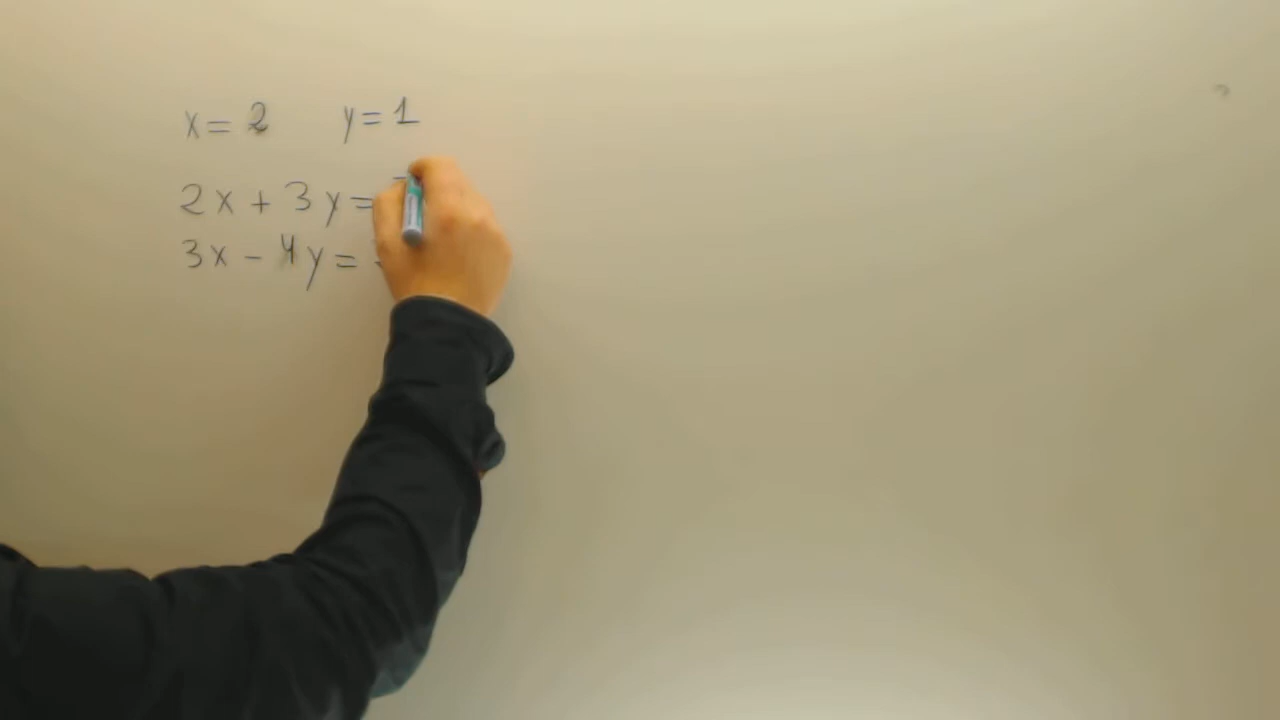 x = 2 y = 1
2x + 3y =
3x - 4y =